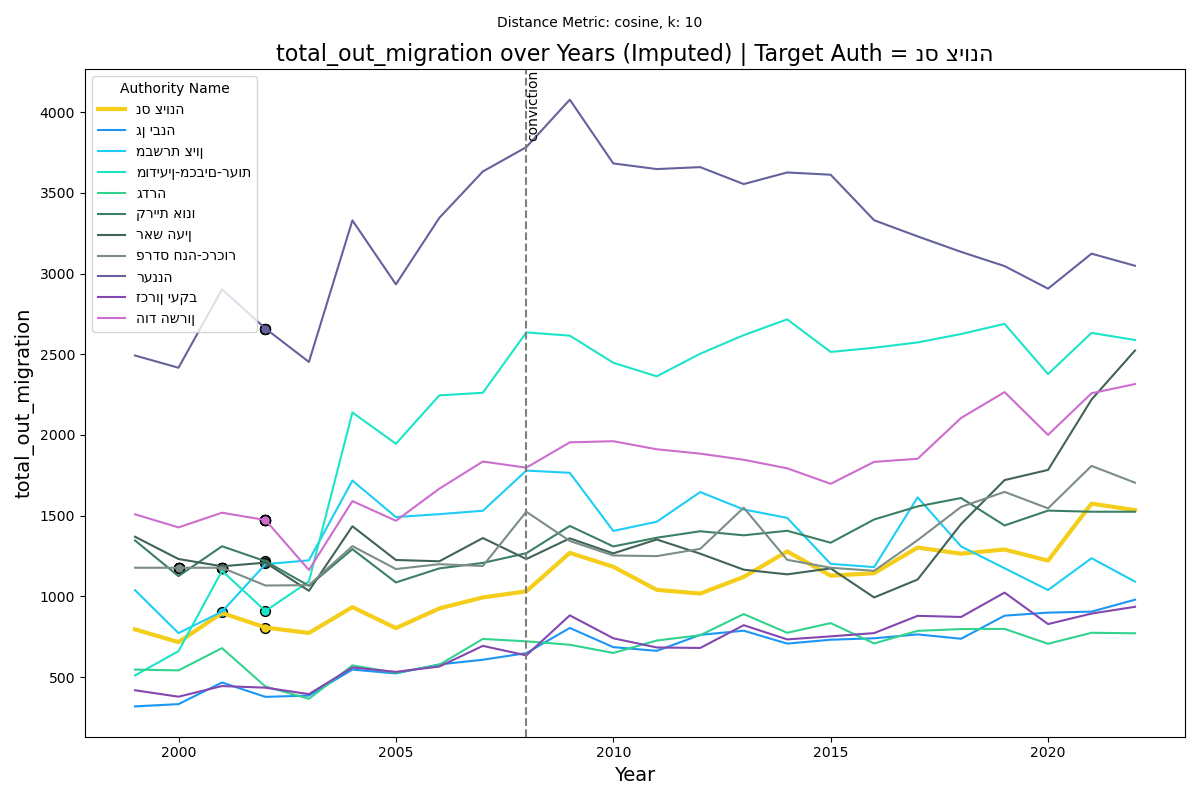 Distance Metric: cosine, k: 10
total_out_migration over Years (Imputed) | Target Auth = נס ציונה
conviction
Authority Name
נס ציונה
גן יבנה
מבשרת ציון
מודיעין-מכבים-רעות
גדרה
קריית אונו
ראש העין
פרדס חנה-כרכור
רעננה
זכרון יעקב
הוד השרון
total_out_migration
4000
3500
3000
2500
2000
1500
1000
500
2000
2005
2010
2015
2020
Year